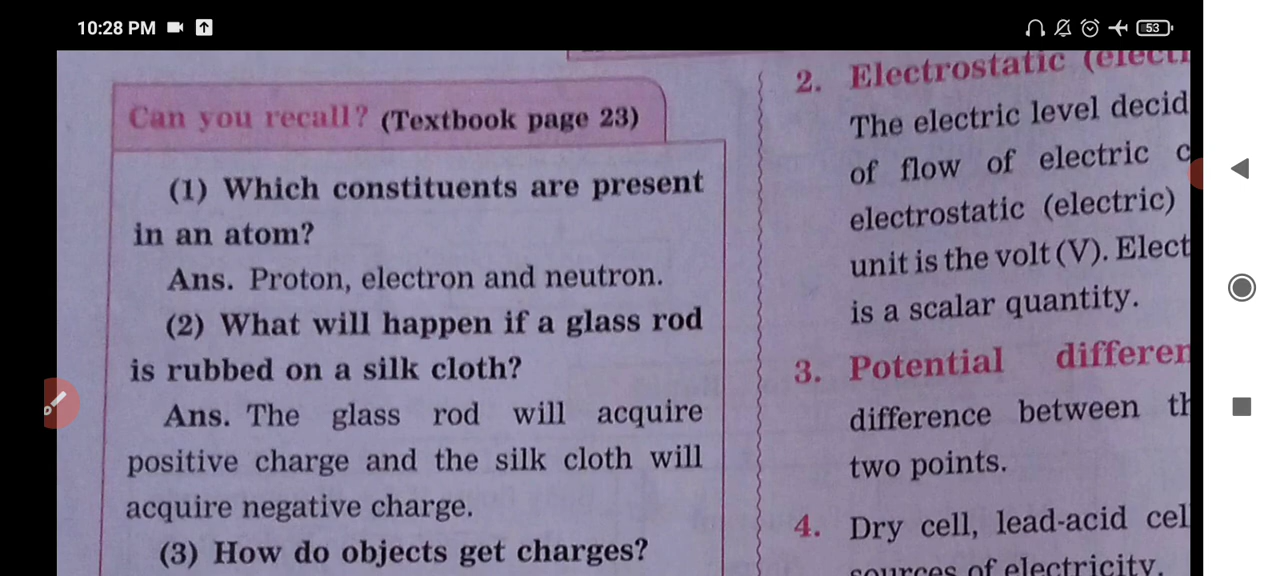 10:28 PM
53
Can you recall? (Textbook page 23)
(1) Which constituents are present
in an atom?
Ans. Proton, electron and neutron.
(2) What will happen if a glass rod
is rubbed on a silk cloth?
Ans. The glass rod will acquire
positive charge and the silk cloth will
acquire negative charge.
(3) How do objects get charges?
2. Electrostatic (electr
The electric level decid
of flow of electric c
electrostatic (electric)
unit is the volt (V). Elect
is a scalar quantity.
3. Potential differen
difference between th
two points.
4. Dry cell, lead-acid cel
sources of electricity.